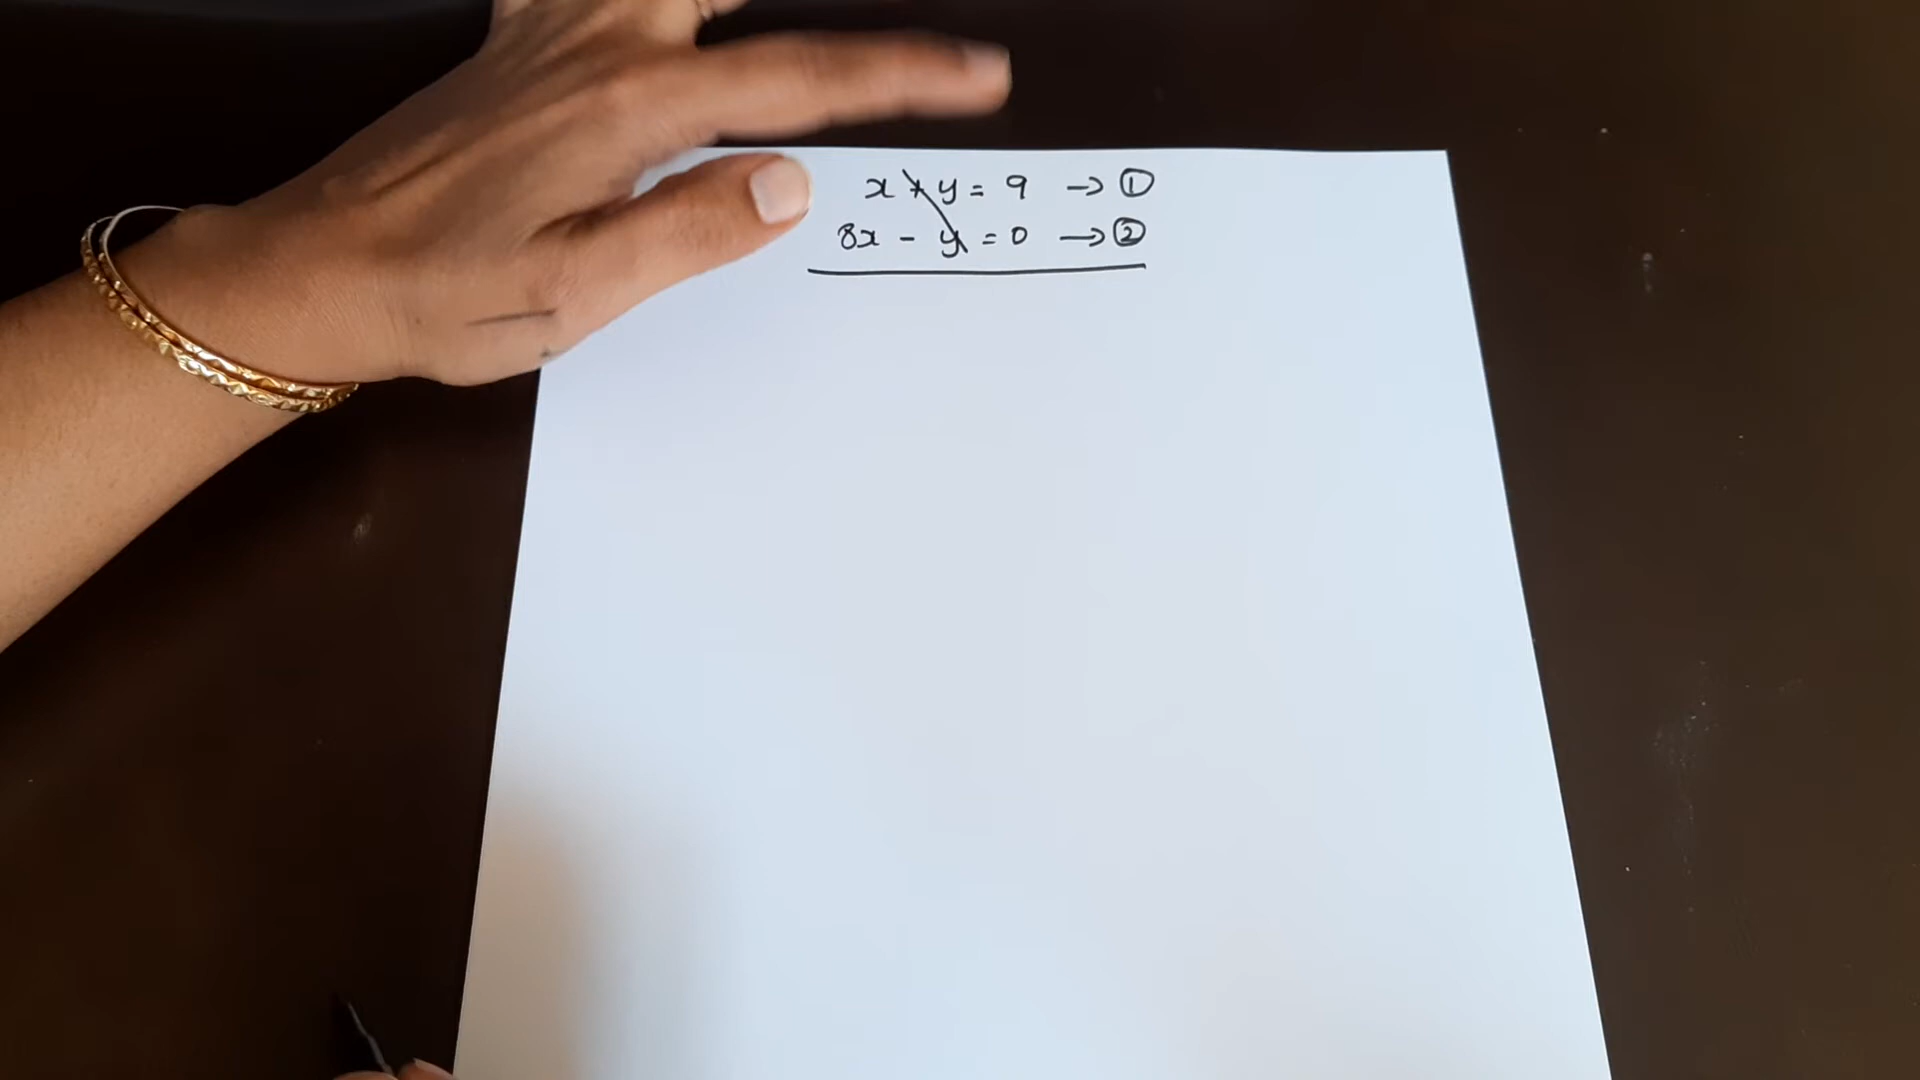 x + y = 9 → ①
8x - y = 0 → ②